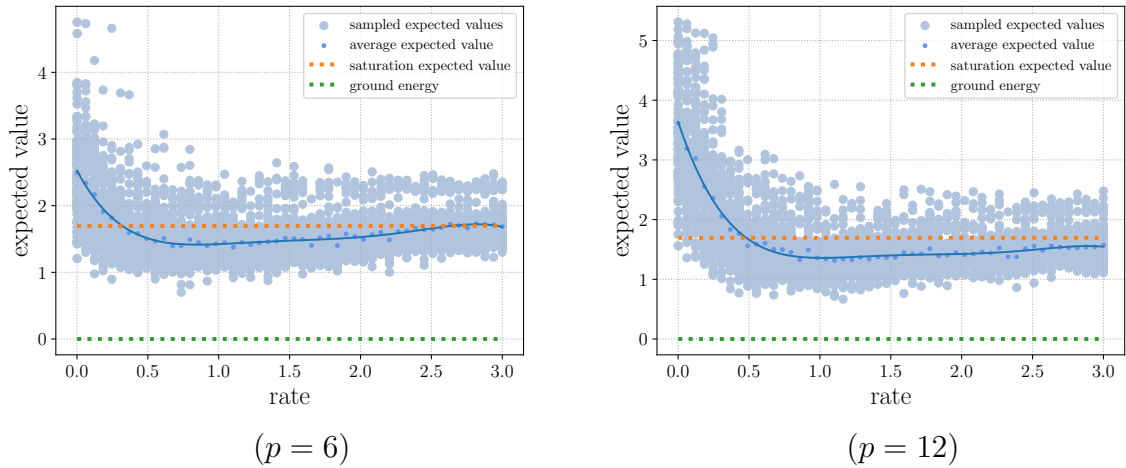 sampled expected values
average expected value
saturation expected value
ground energy
expected value
4
3
2
1
0
0.0 0.5 1.0 1.5 2.0 2.5 3.0
rate
(p = 6)
sampled expected values
average expected value
saturation expected value
ground energy
expected value
5
4
3
2
1
0
0.0 0.5 1.0 1.5 2.0 2.5 3.0
rate
(p = 12)